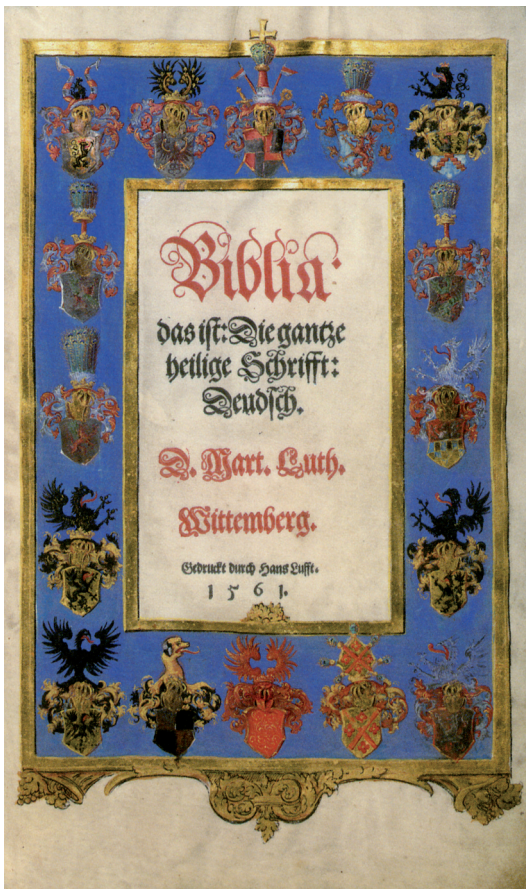 Biblia:
das ist: Die gantze
heilige Schrifft:
Deudsch.
D. Mart. Luth.
Wittemberg.
Gedruckt durch Hans Lufft.
1561.